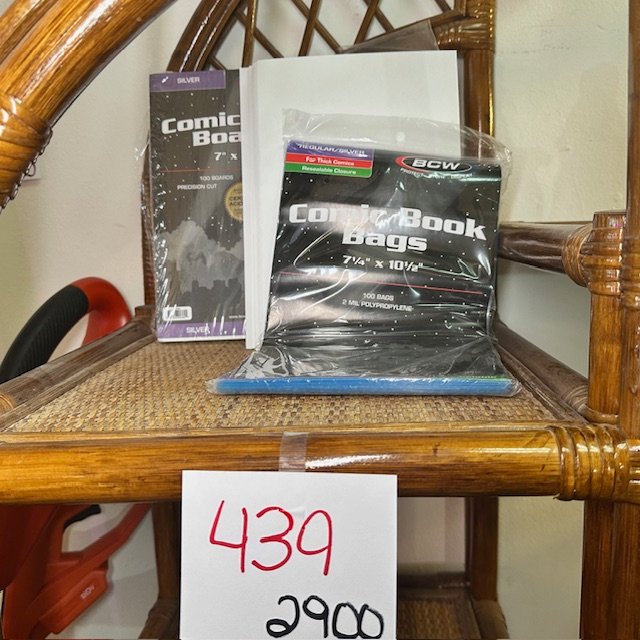 SILVER
Comic
Boa
7" x
100 BOARDS
PRECISION CUT
SILVER
REGULAR/SILVER
For Thick Comics
Resealable Closure
BCW
Comic Book
Bags
7¼" x 10½"
100 BAGS
2 MIL POLYPROPYLENE
439
2900